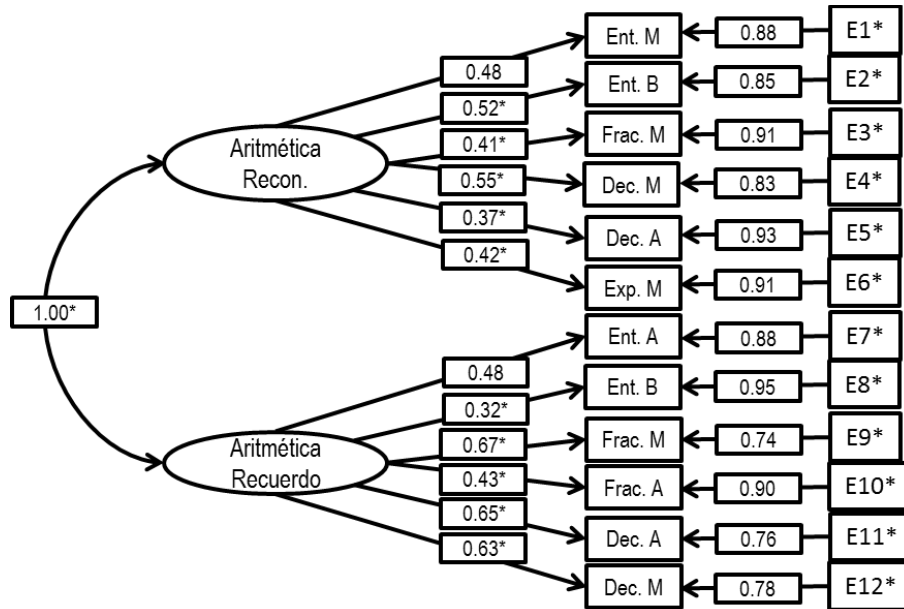 Ent. M
0.88
E1*
0.48
Ent. B
0.85
E2*
0.52*
Frac. M
0.91
E3*
0.41*
Aritmética
Recon.
0.55*
Dec. M
0.83
E4*
0.37*
Dec. A
0.93
E5*
0.42*
Exp. M
0.91
E6*
1.00*
Ent. A
0.88
E7*
0.48
Ent. B
0.95
E8*
0.32*
Frac. M
0.74
E9*
0.67*
Aritmética
Recuerdo
0.43*
Frac. A
0.90
E10*
0.65*
Dec. A
0.76
E11*
0.63*
Dec. M
0.78
E12*